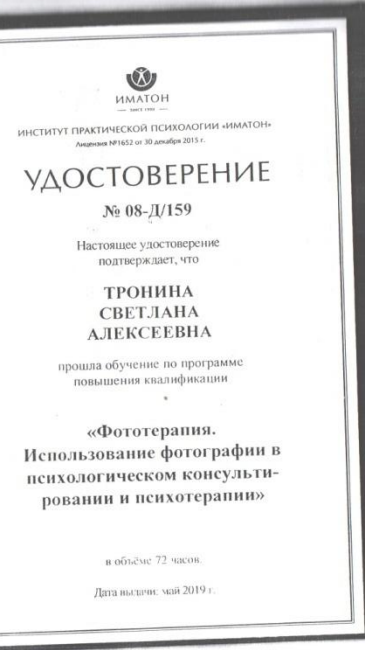 ИМАТОН
SINCE 1990
ИНСТИТУТ ПРАКТИЧЕСКОЙ ПСИХОЛОГИИ «ИМАТОН»
Лицензия №1652 от 30 декабря 2015 г.
УДОСТОВЕРЕНИЕ
№ 08-Д/159
Настоящее удостоверение
подтверждает, что
ТРОНИНА
СВЕТЛАНА
АЛЕКСЕЕВНА
прошла обучение по программе
повышения квалификации
«Фототерапия.
Использование фотографии в
психологическом консульти-
ровании и психотерапии»
в объёме 72 часов.
Дата выдачи: май 2019 г.